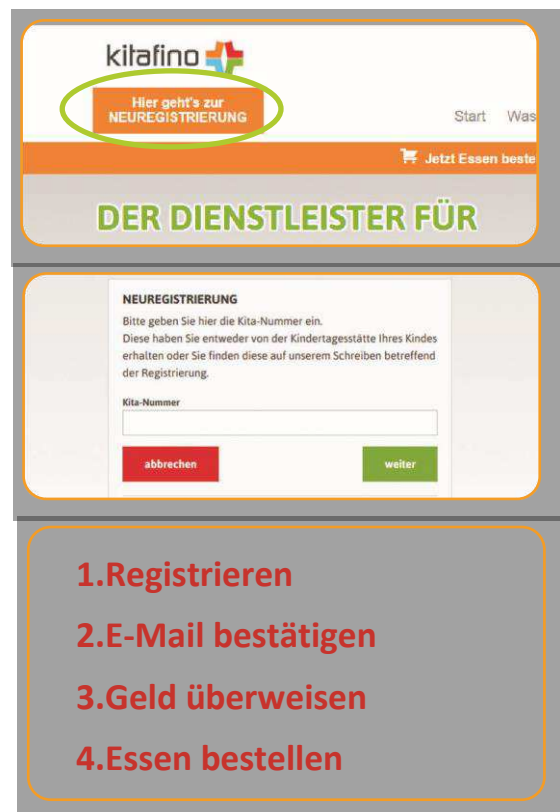 kitafino
Hier geht's zur
NEUREGISTRIERUNG
Start Was
Jetzt Essen beste
DER DIENSTLEISTER FÜR
NEUREGISTRIERUNG
Bitte geben Sie hier die Kita-Nummer ein.
Diese haben Sie entweder von der Kindertagesstätte Ihres Kindes
erhalten oder Sie finden diese auf unserem Schreiben betreffend
der Registrierung.
Kita-Nummer
abbrechen weiter
1.Registrieren
2.E-Mail bestätigen
3.Geld überweisen
4.Essen bestellen